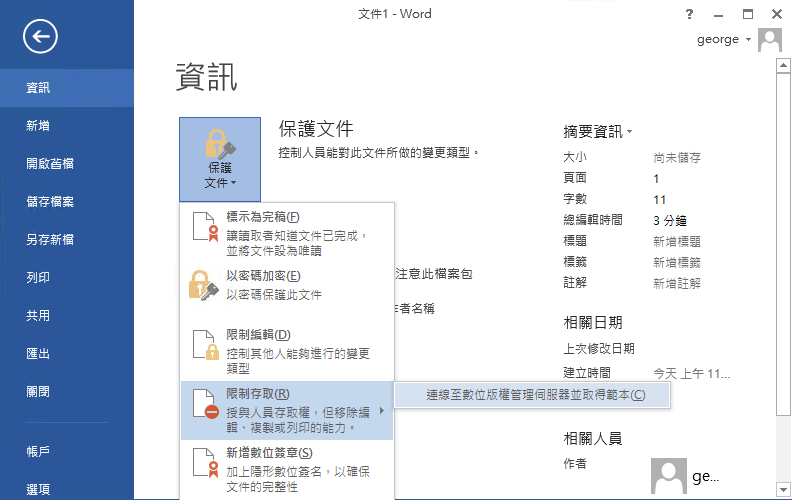 文件1 - Word
?
george
資訊
新增
開啟舊檔
儲存檔案
另存新檔
列印
共用
匯出
關閉
帳戶
選項
資訊
保護
文件
保護文件
控制人員能對此文件所做的變更類型。
標示為完稿(F)
讓讀取者知道文件已完成，
並將文件設為唯讀
以密碼加密(E)
以密碼保護此文件
限制編輯(D)
控制其他人能夠進行的變更
類型
限制存取(R)
授與人員存取權，但移除編
輯、複製或列印的能力。
新增數位簽章(S)
加上隱形數位簽名，以確保
文件的完整性
注意此檔案包
作者名稱
連線至數位版權管理伺服器並取得範本(C)
摘要資訊
大小 尚未儲存
頁面 1
字數 11
總編輯時間 3 分鐘
標題 新增標題
標籤 新增標籤
註解 新增註解
相關日期
上次修改日期
建立時間 今天 上午 11...
相關人員
作者
ge...